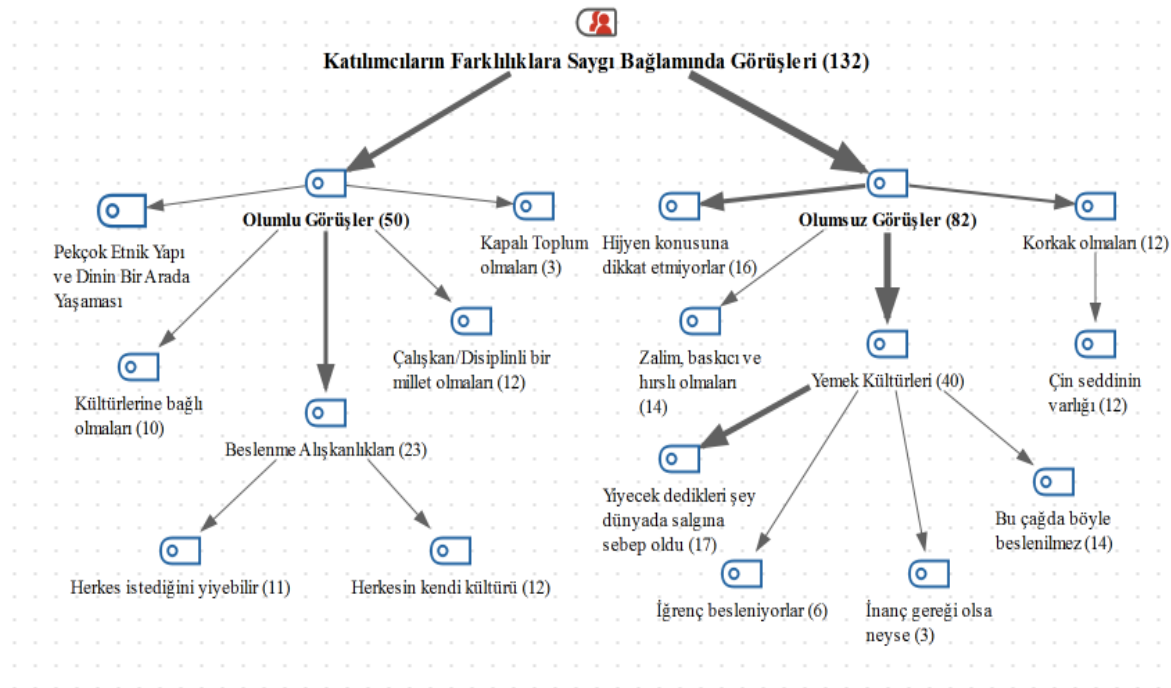 Katılımcıların Farklılıklara Saygı Bağlamında Görüşleri (132)
Olumlu Görüşler (50)
Pekçok Etnik Yapı
ve Dinin Bir Arada
Yaşaması
Kapalı Toplum
olmaları (3)
Kültürlerine bağlı
olmaları (10)
Çalışkan/Disiplinli bir
millet olmaları (12)
Beslenme Alışkanlıkları (23)
Herkes istediğini yiyebilir (11)
Herkesin kendi kültürü (12)
Olumsuz Görüşler (82)
Hijyen konusuna
dikkat etmiyorlar (16)
Korkak olmaları (12)
Zalim, baskıcı ve
hırslı olmaları
(14)
Yemek Kültürleri (40)
Çin seddinin
varlığı (12)
Yiyecek dedikleri şey
dünyada salgına
sebep oldu (17)
Bu çağda böyle
beslenilmez (14)
İğrenç besleniyorlar (6)
İnanç gereği olsa
neyse (3)